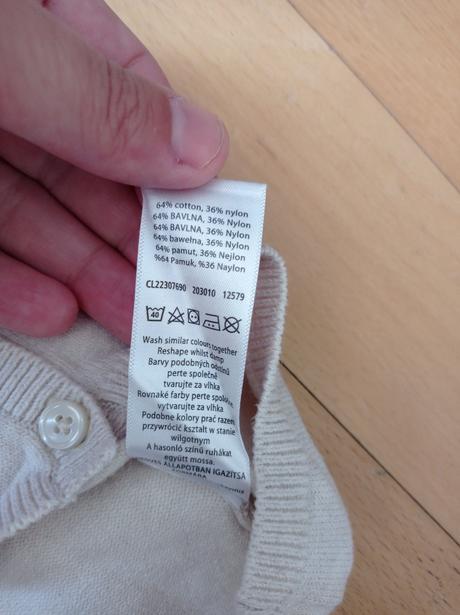 64% cotton, 36% nylon
64% BAVLNA, 36% Nylon
64% BAVLNA, 36% Nylon
64% bawełna, 36% Nylon
64% pamut, 36% Nejlon
%64 Pamuk, %36 Naylon
CL22307690 203010 12579
40
Wash similar colours together
Reshape whilst damp
Barvy podobných odstínů
perte společně
tvarujte za vlhka
Rovnaké farby perte spoločne
vytvarujte za vlhka
Podobne kolory prać razem
przywrócić kształt w stanie
wilgotnym
A hasonló színű ruhákat
együtt mossa.
ÁLLAPOTBAN IGAZÍTSA